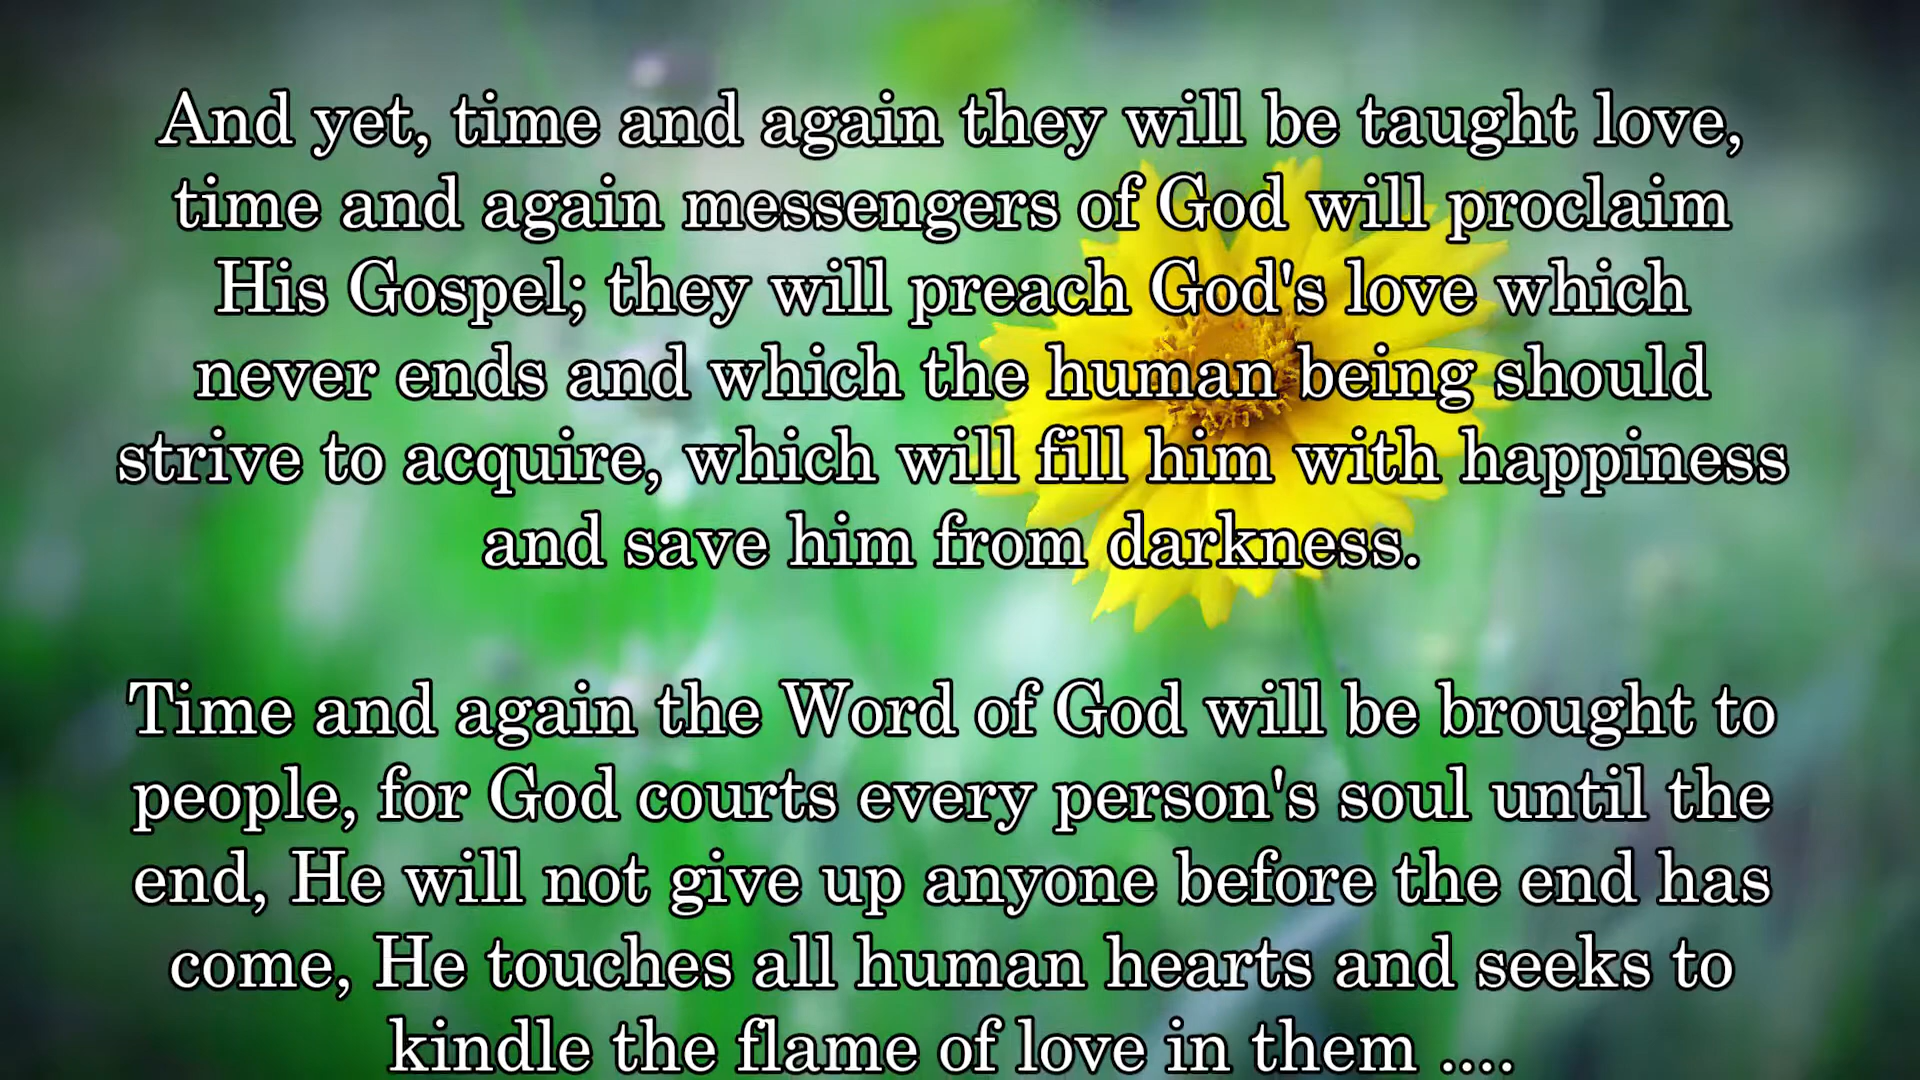 And yet, time and again they will be taught love,
time and again messengers of God will proclaim
His Gospel; they will preach God's love which
never ends and which the human being should
strive to acquire, which will fill him with happiness
and save him from darkness.
Time and again the Word of God will be brought to
people, for God courts every person's soul until the
end, He will not give up anyone before the end has
come, He touches all human hearts and seeks to
kindle the flame of love in them ....